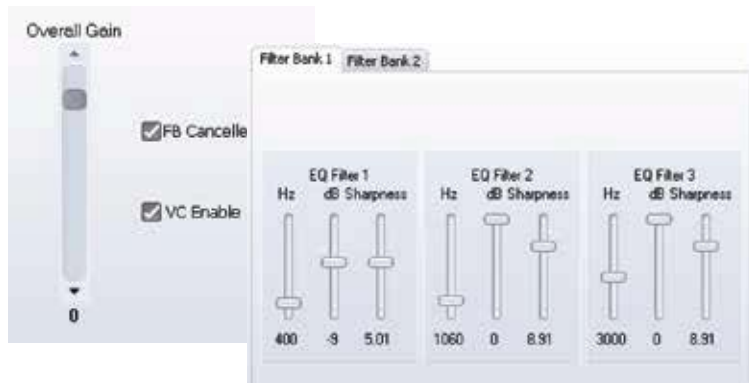 Overall Gain
0
FB Cancelle
VC Enable
Filter Bank 1 Filter Bank 2
EQ Filter 1
Hz dB Sharpness
400 -9 5.01
EQ Filter 2
Hz dB Sharpness
1060 0 8.91
EQ Filter 3
Hz dB Sharpness
3000 0 8.91